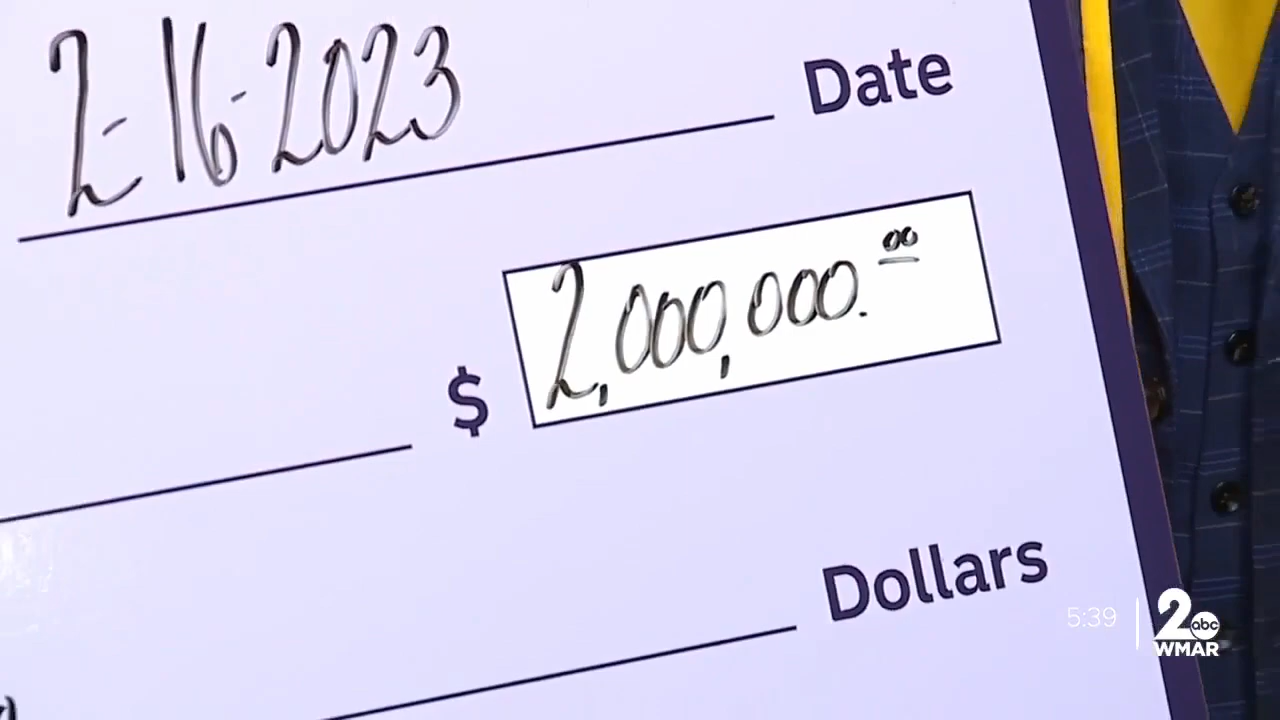 2-16-2023 Date
$ 2,000,000.00
Dollars
5:39 2 abc
WMAR